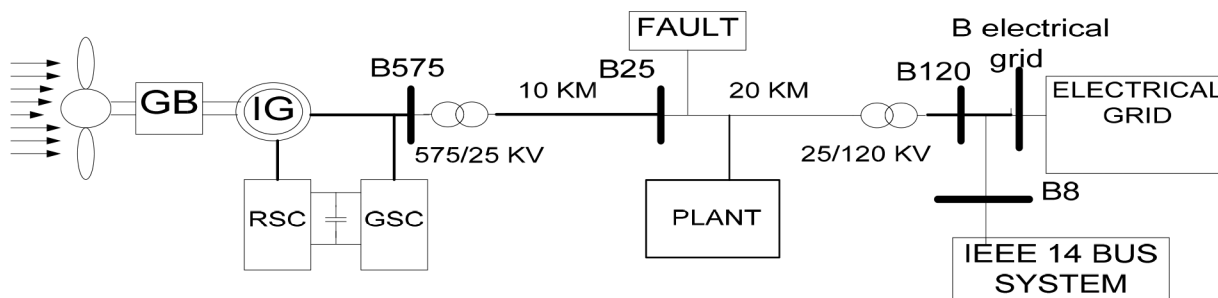 GB
IG
RSC
GSC
B575
575/25 KV
10 KM
FAULT
B25
20 KM
PLANT
25/120 KV
B120
B electrical
grid
ELECTRICAL
GRID
B8
IEEE 14 BUS
SYSTEM